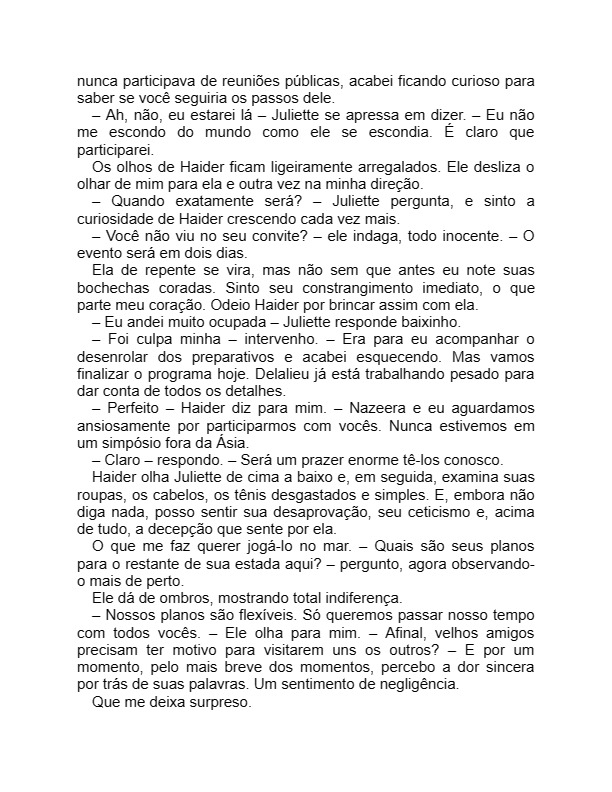 nunca participava de reuniões públicas, acabei ficando curioso para
saber se você seguiria os passos dele.
– Ah, não, eu estarei lá – Juliette se apressa em dizer. – Eu não
me escondo do mundo como ele se escondia. É claro que
participarei.
Os olhos de Haider ficam ligeiramente arregalados. Ele desliza o
olhar de mim para ela e outra vez na minha direção.
– Quando exatamente será? – Juliette pergunta, e sinto a
curiosidade de Haider crescendo cada vez mais.
– Você não viu no seu convite? – ele indaga, todo inocente. – O
evento será em dois dias.
Ela de repente se vira, mas não sem que antes eu note suas
bochechas coradas. Sinto seu constrangimento imediato, o que
parte meu coração. Odeio Haider por brincar assim com ela.
– Eu andei muito ocupada – Juliette responde baixinho.
– Foi culpa minha – intervenho. – Era para eu acompanhar o
desenrolar dos preparativos e acabei esquecendo. Mas vamos
finalizar o programa hoje. Delalieu já está trabalhando pesado para
dar conta de todos os detalhes.
– Perfeito – Haider diz para mim. – Nazeera e eu aguardamos
ansiosamente por participarmos com vocês. Nunca estivemos em
um simpósio fora da Ásia.
– Claro – respondo. – Será um prazer enorme tê-los conosco.
Haider olha Juliette de cima a baixo e, em seguida, examina suas
roupas, os cabelos, os tênis desgastados e simples. E, embora não
diga nada, posso sentir sua desaprovação, seu ceticismo e, acima
de tudo, a decepção que sente por ela.
O que me faz querer jogá-lo no mar. – Quais são seus planos
para o restante de sua estada aqui? – pergunto, agora observando-
o mais de perto.
Ele dá de ombros, mostrando total indiferença.
– Nossos planos são flexíveis. Só queremos passar nosso tempo
com todos vocês. – Ele olha para mim. – Afinal, velhos amigos
precisam ter motivo para visitarem uns os outros? – E por um
momento, pelo mais breve dos momentos, percebo a dor sincera
por trás de suas palavras. Um sentimento de negligência.
Que me deixa surpreso.